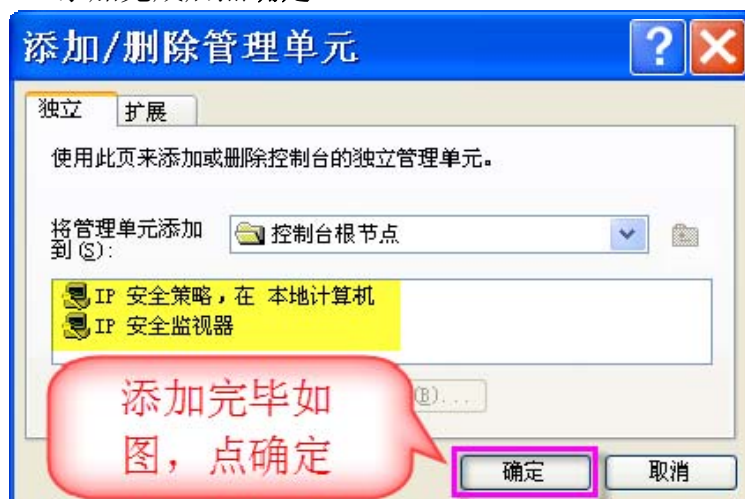 添加/删除管理单元
独立 扩展
使用此页来添加或删除控制台的独立管理单元。
将管理单元添加
到(S):
控制台根节点
IP 安全策略，在 本地计算机
IP 安全监视器
(R)...
添加完毕如
图，点确定
确定 取消